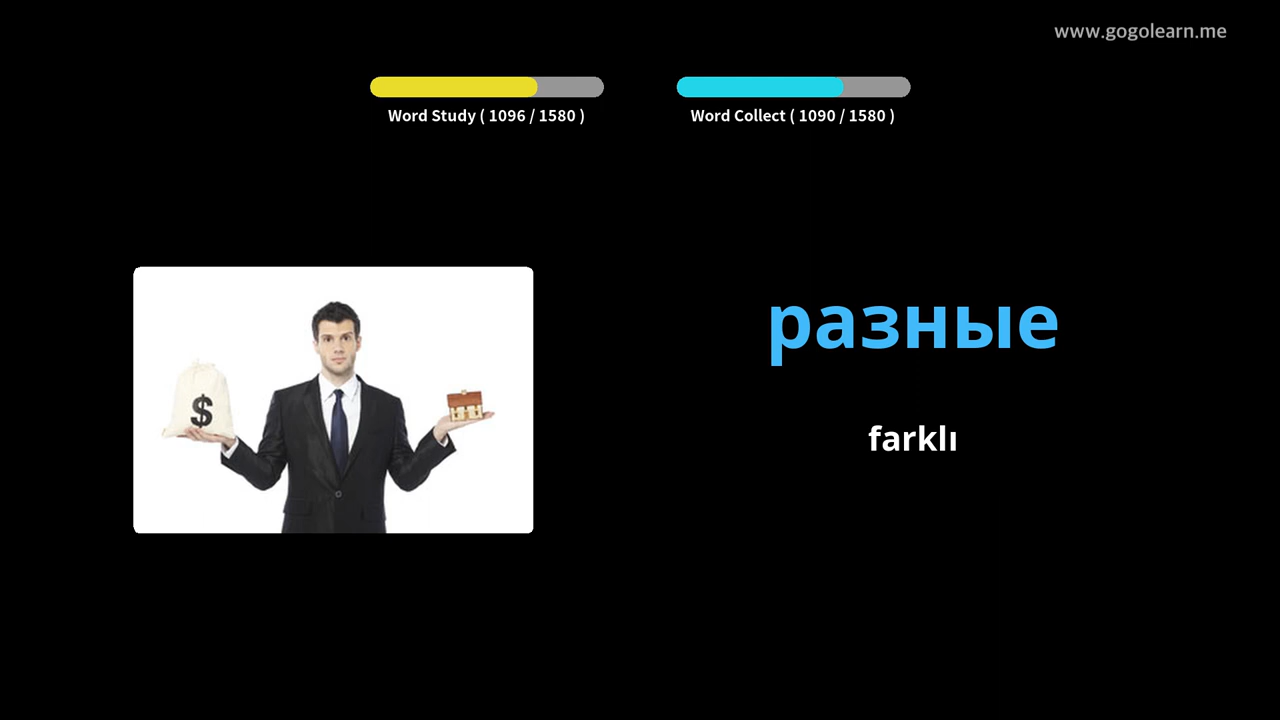 www.gogolearn.me
Word Study ( 1096 / 1580 )
Word Collect ( 1090 / 1580 )
$
разные
farklı